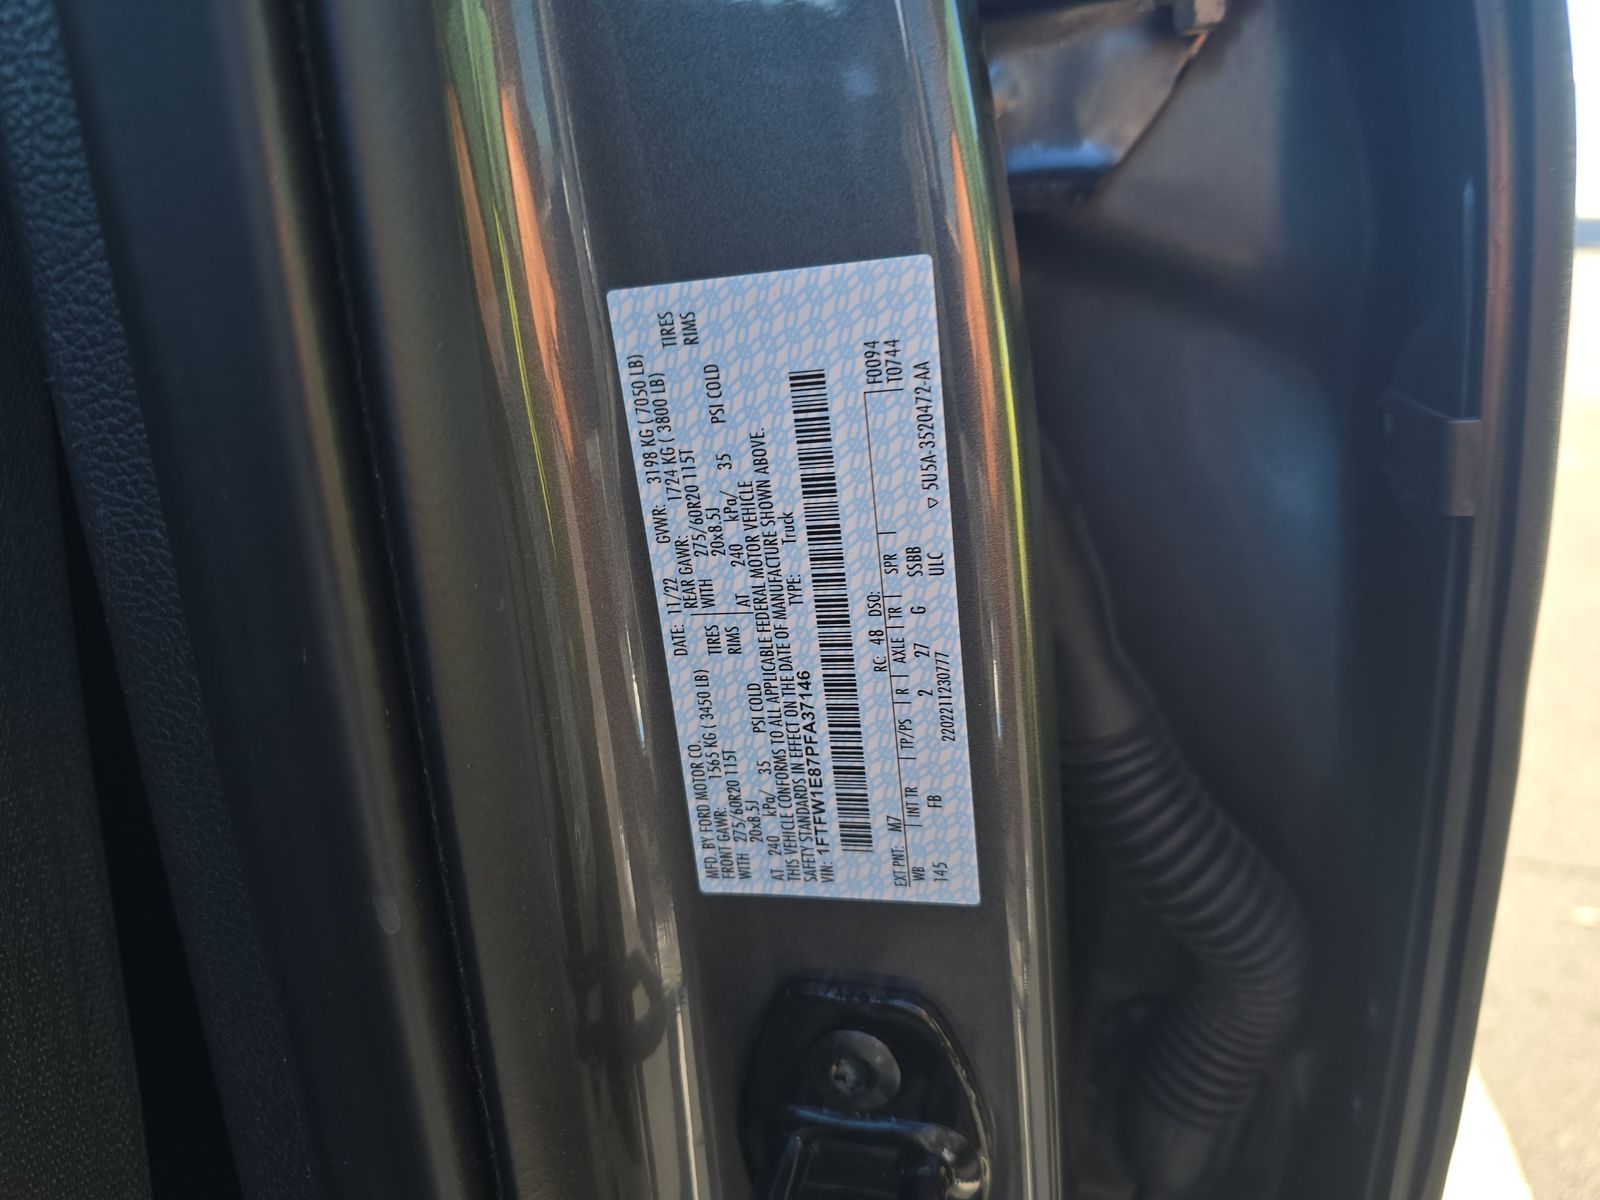 MFD. BY FORD MOTOR CO. DATE: 11/22 GVWR: 3198 KG ( 7050 LB)
FRONT GAWR: 1565 KG ( 3450 LB) REAR GAWR: 1724 KG ( 3800 LB)
WITH 275/60R20 115T TIRES WITH 275/60R20 115T TIRES
20x8.5J RIMS 20x8.5J RIMS
AT 240 kPa/ 35 PSI COLD AT 240 kPa/ 35 PSI COLD
THIS VEHICLE CONFORMS TO ALL APPLICABLE FEDERAL MOTOR VEHICLE
SAFETY STANDARDS IN EFFECT ON THE DATE OF MANUFACTURE SHOWN ABOVE.
VIN: 1FTFW1E87PFA37146 TYPE: Truck
EXT PNT: M7 RC: 48 DSO: F0094
WB INT TR TP/PS R AXLE TR SPR T0744
145 FB 2 27 G SSBB
2202211230777 ULC ▽ 5U5A-3520472-AA